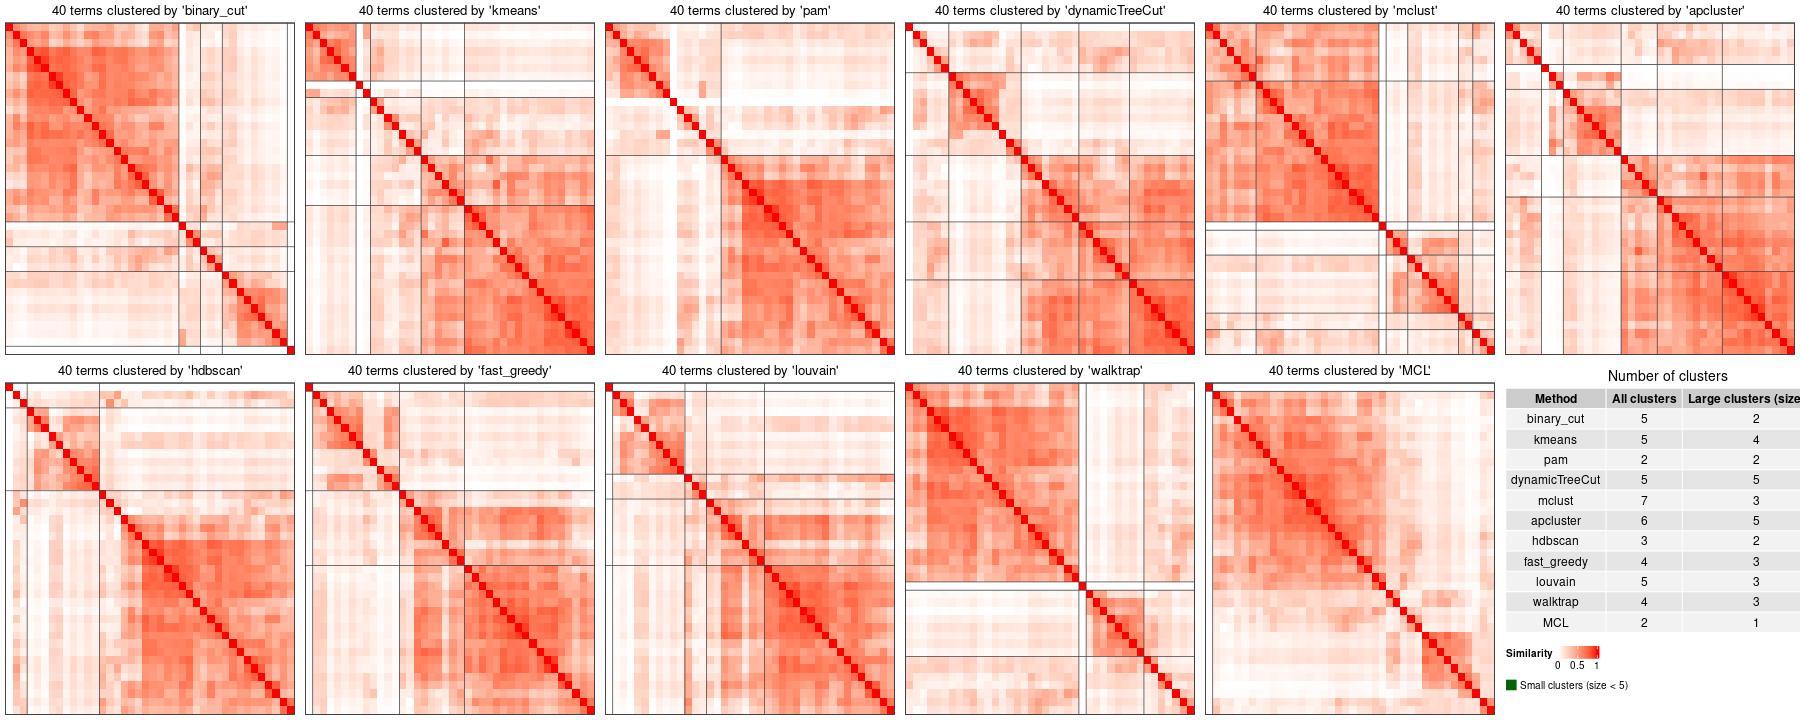 40 terms clustered by 'binary_cut'
40 terms clustered by 'kmeans'
40 terms clustered by 'pam'
40 terms clustered by 'dynamicTreeCut'
40 terms clustered by 'mclust'
40 terms clustered by 'apcluster'
40 terms clustered by 'hdbscan'
40 terms clustered by 'fast_greedy'
40 terms clustered by 'louvain'
40 terms clustered by 'walktrap'
40 terms clustered by 'MCL'
Number of clusters
Method All clusters Large clusters (size
binary_cut 5 2
kmeans 5 4
pam 2 2
dynamicTreeCut 5 5
mclust 7 3
apcluster 6 5
hdbscan 3 2
fast_greedy 4 3
louvain 5 3
walktrap 4 3
MCL 2 1
Similarity
0 0.5 1
Small clusters (size < 5)